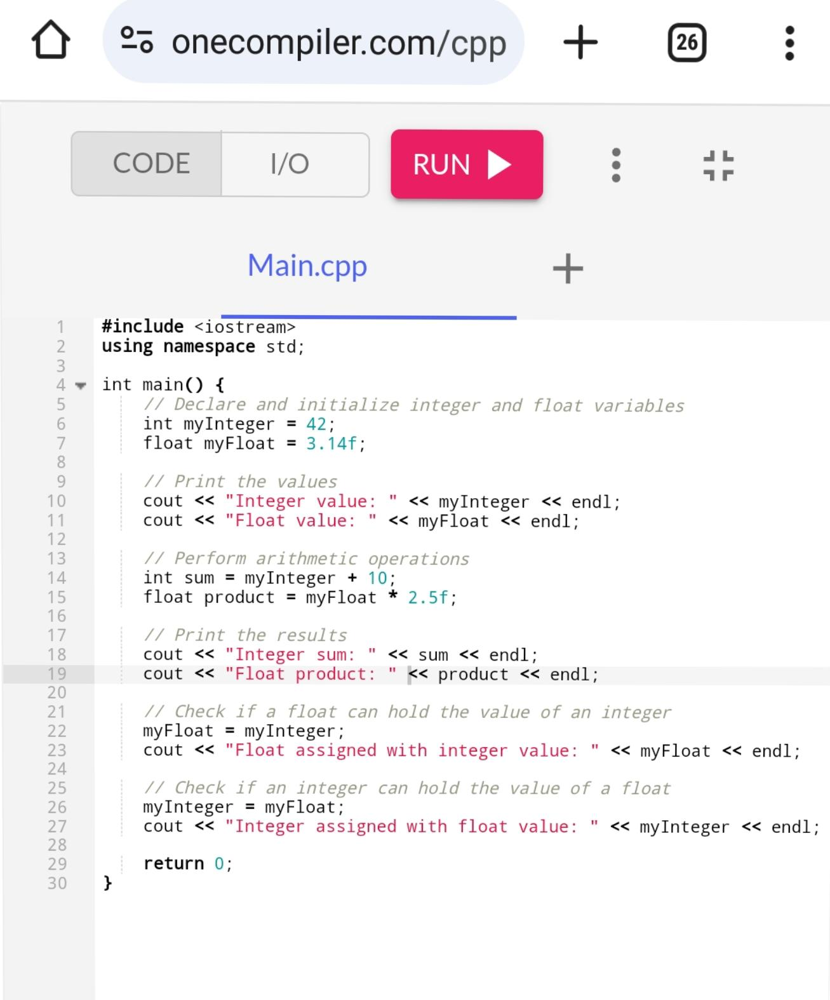 onecompiler.com/cpp
26
CODE
I/O
RUN
Main.cpp
1 #include <iostream>
2 using namespace std;
3
4 int main() {
5     // Declare and initialize integer and float variables
6     int myInteger = 42;
7     float myFloat = 3.14f;
8
9     // Print the values
10     cout << "Integer value: " << myInteger << endl;
11     cout << "Float value: " << myFloat << endl;
12
13     // Perform arithmetic operations
14     int sum = myInteger + 10;
15     float product = myFloat * 2.5f;
16
17     // Print the results
18     cout << "Integer sum: " << sum << endl;
19     cout << "Float product: " << product << endl;
20
21     // Check if a float can hold the value of an integer
22     myFloat = myInteger;
23     cout << "Float assigned with integer value: " << myFloat << endl;
24
25     // Check if an integer can hold the value of a float
26     myInteger = myFloat;
27     cout << "Integer assigned with float value: " << myInteger << endl;
28
29     return 0;
30 }